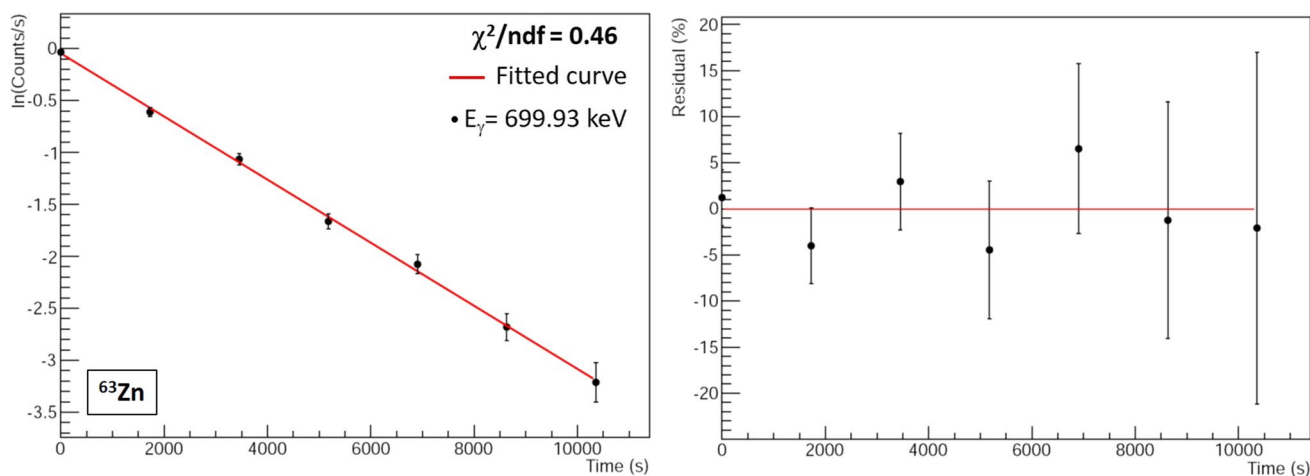 ln(Counts/s)
0
-0.5
-1
-1.5
-2
-2.5
-3
-3.5
χ²/ndf = 0.46
Fitted curve
Eγ= 699.93 keV
⁶³Zn
0 2000 4000 6000 8000 10000
Time (s)
Residual (%)
20
15
10
5
0
-5
-10
-15
-20
0 2000 4000 6000 8000 10000
Time (s)